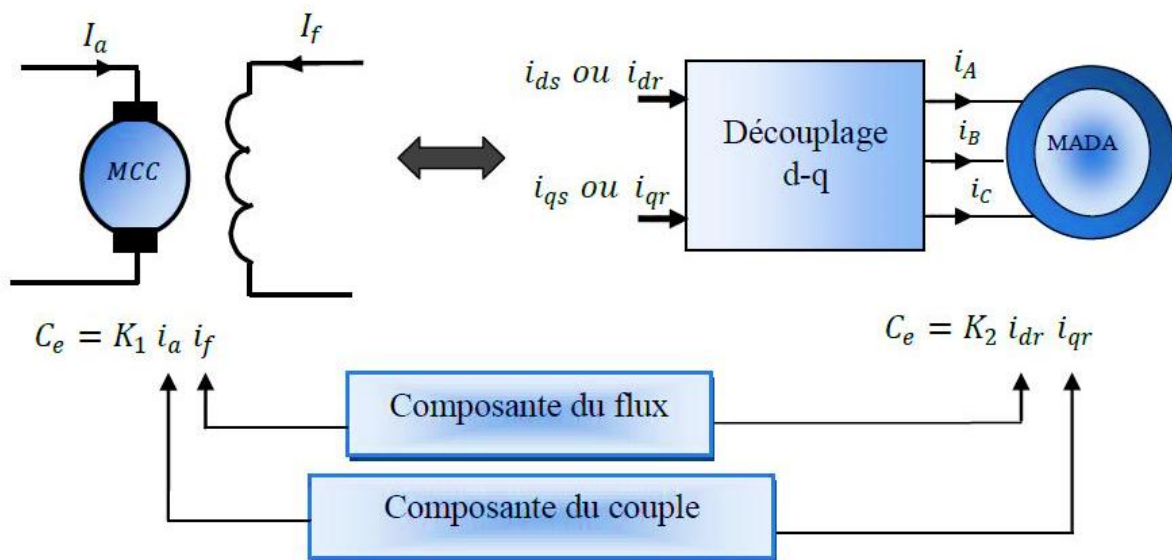 I_a
I_f
MCC
i_ds ou i_dr
i_qs ou i_qr
Découplage
d-q
i_A
i_B
i_C
MADA
C_e = K_1 i_a i_f
C_e = K_2 i_dr i_qr
Composante du flux
Composante du couple